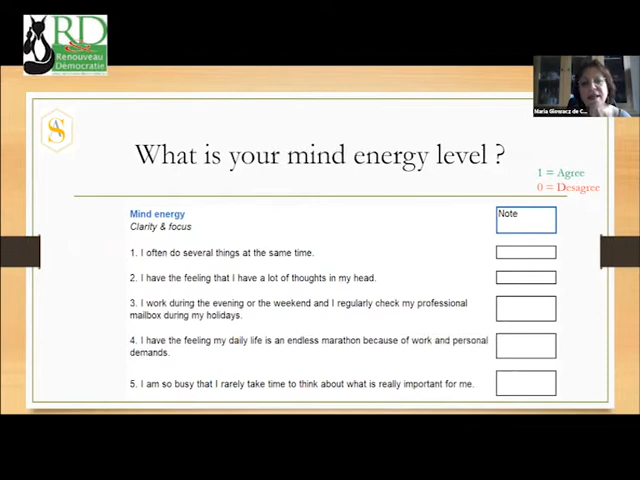 RD
&
Renouveau
Démocratie
Maria Glowacz de C...
S
What is your mind energy level ?
1 = Agree
0 = Desagree
Mind energy
Clarity & focus
Note
1. I often do several things at the same time.
2. I have the feeling that I have a lot of thoughts in my head.
3. I work during the evening or the weekend and I regularly check my professional
mailbox during my holidays.
4. I have the feeling my daily life is an endless marathon because of work and personal
demands.
5. I am so busy that I rarely take time to think about what is really important for me.